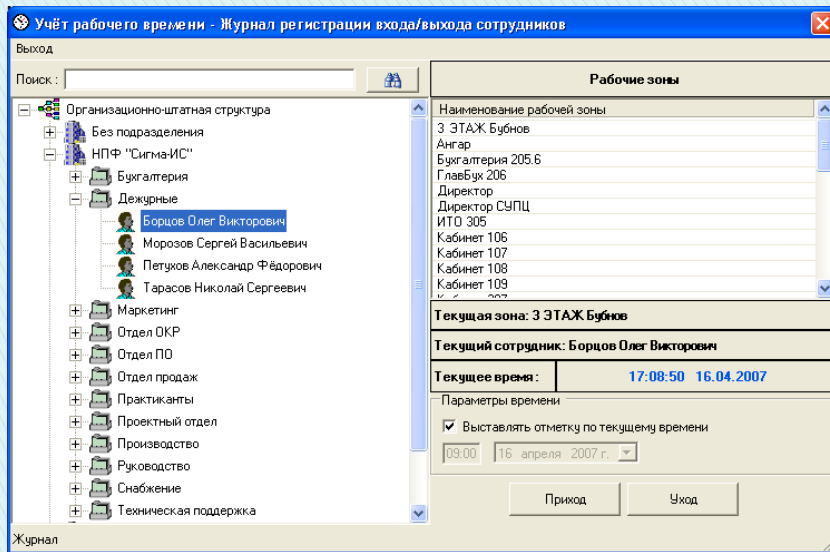 Учёт рабочего времени - Журнал регистрации входа/выхода сотрудников
Выход
Поиск :
Организационно-штатная структура
Без подразделения
НПФ "Сигма-ИС"
Бухгалтерия
Дежурные
Борцов Олег Викторович
Морозов Сергей Васильевич
Петухов Александр Фёдорович
Тарасов Николай Сергеевич
Маркетинг
Отдел ОКР
Отдел ПО
Отдел продаж
Практиканты
Проектный отдел
Производство
Руководство
Снабжение
Техническая поддержка
Рабочие зоны
Наименование рабочей зоны
3 ЭТАЖ Бубнов
Ангар
Бухгалтерия 205.6
ГлавБух 206
Директор
Директор СУПЦ
ИТО 305
Кабинет 106
Кабинет 107
Кабинет 108
Кабинет 109
Текущая зона: 3 ЭТАЖ Бубнов
Текущий сотрудник: Борцов Олег Викторович
Текущее время : 17:08:50 16.04.2007
Параметры времени
Выставлять отметку по текущему времени
09:00 16 апреля 2007 г.
Приход Уход
Журнал